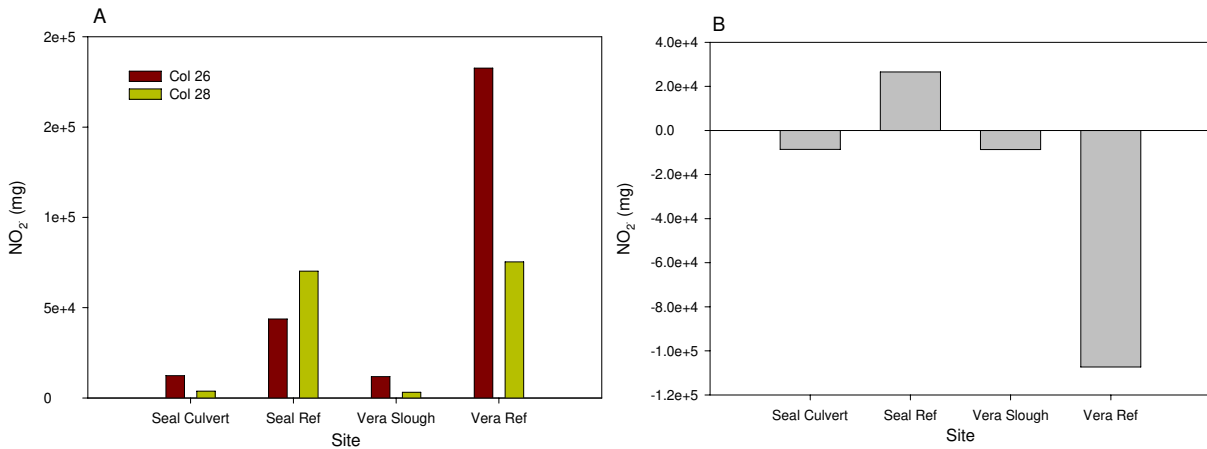 A
2e+5
2e+5
1e+5
5e+4
0
NO2- (mg)
Col 26
Col 28
Seal Culvert Seal Ref Vera Slough Vera Ref
Site
B
4.0e+4
2.0e+4
0.0
-2.0e+4
-4.0e+4
-6.0e+4
-8.0e+4
-1.0e+5
-1.2e+5
NO2- (mg)
Seal Culvert Seal Ref Vera Slough Vera Ref
Site